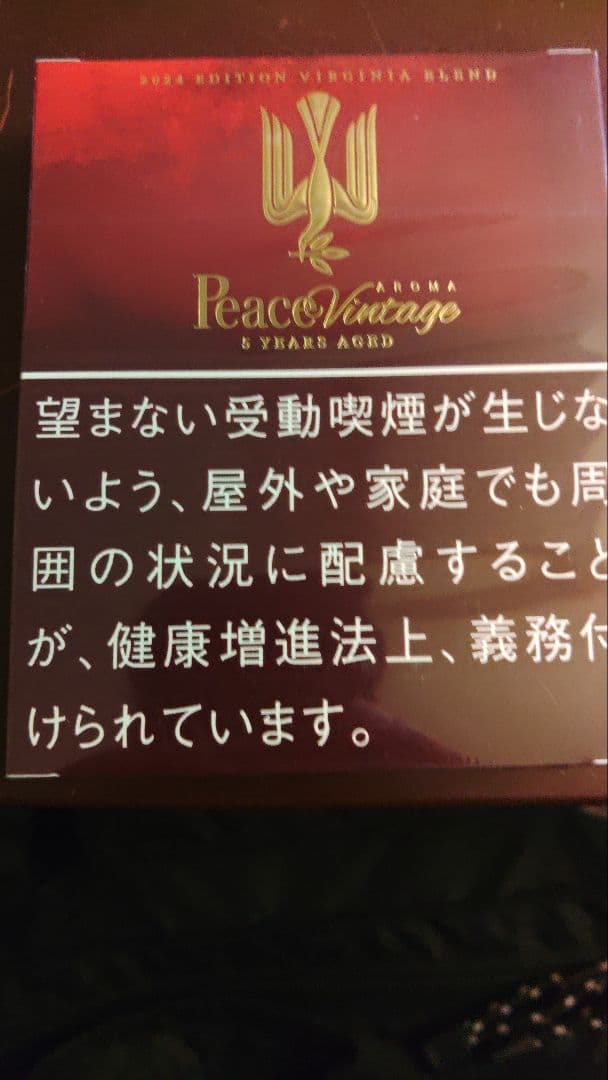 2024 EDITION VIRGINIA BLEND
AROMA
Peace Vintage
5 YEARS AGED
望まない受動喫煙が生じな
いよう、屋外や家庭でも周
囲の状況に配慮すること
が、健康増進法上、義務付
けられています。